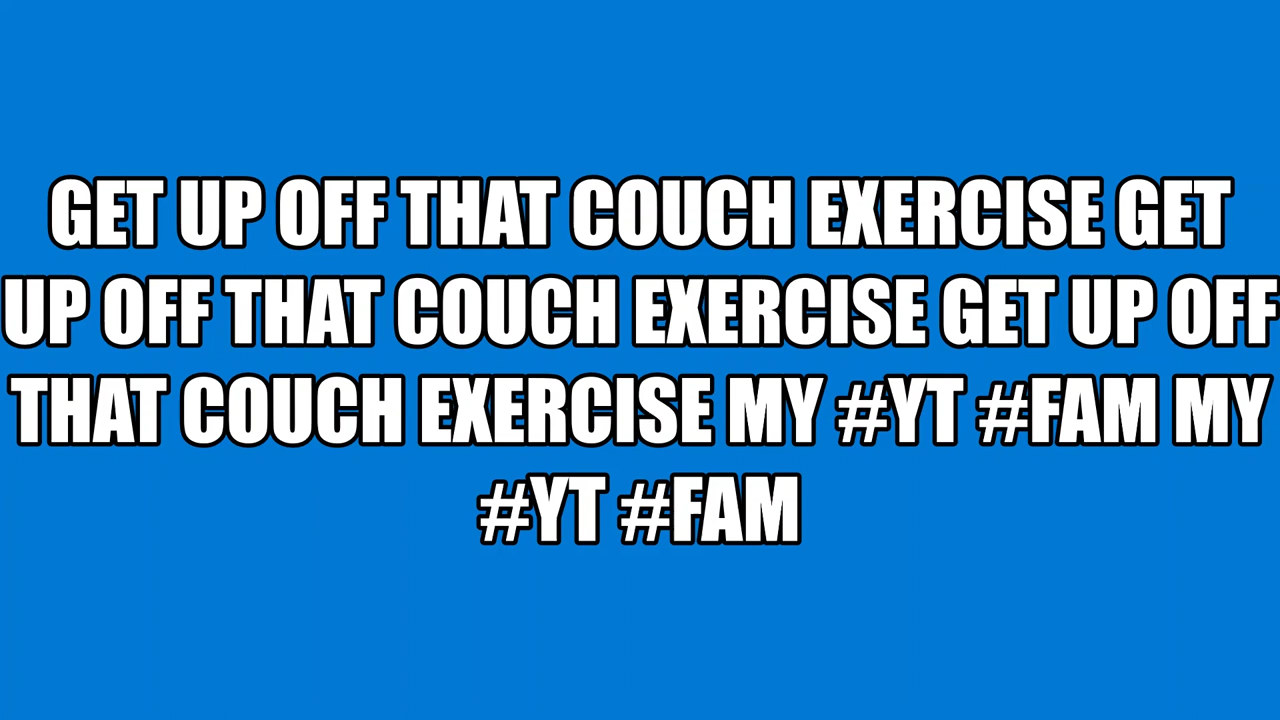 GET UP OFF THAT COUCH EXERCISE GET
UP OFF THAT COUCH EXERCISE GET UP OFF
THAT COUCH EXERCISE MY #YT #FAM MY
#YT #FAM